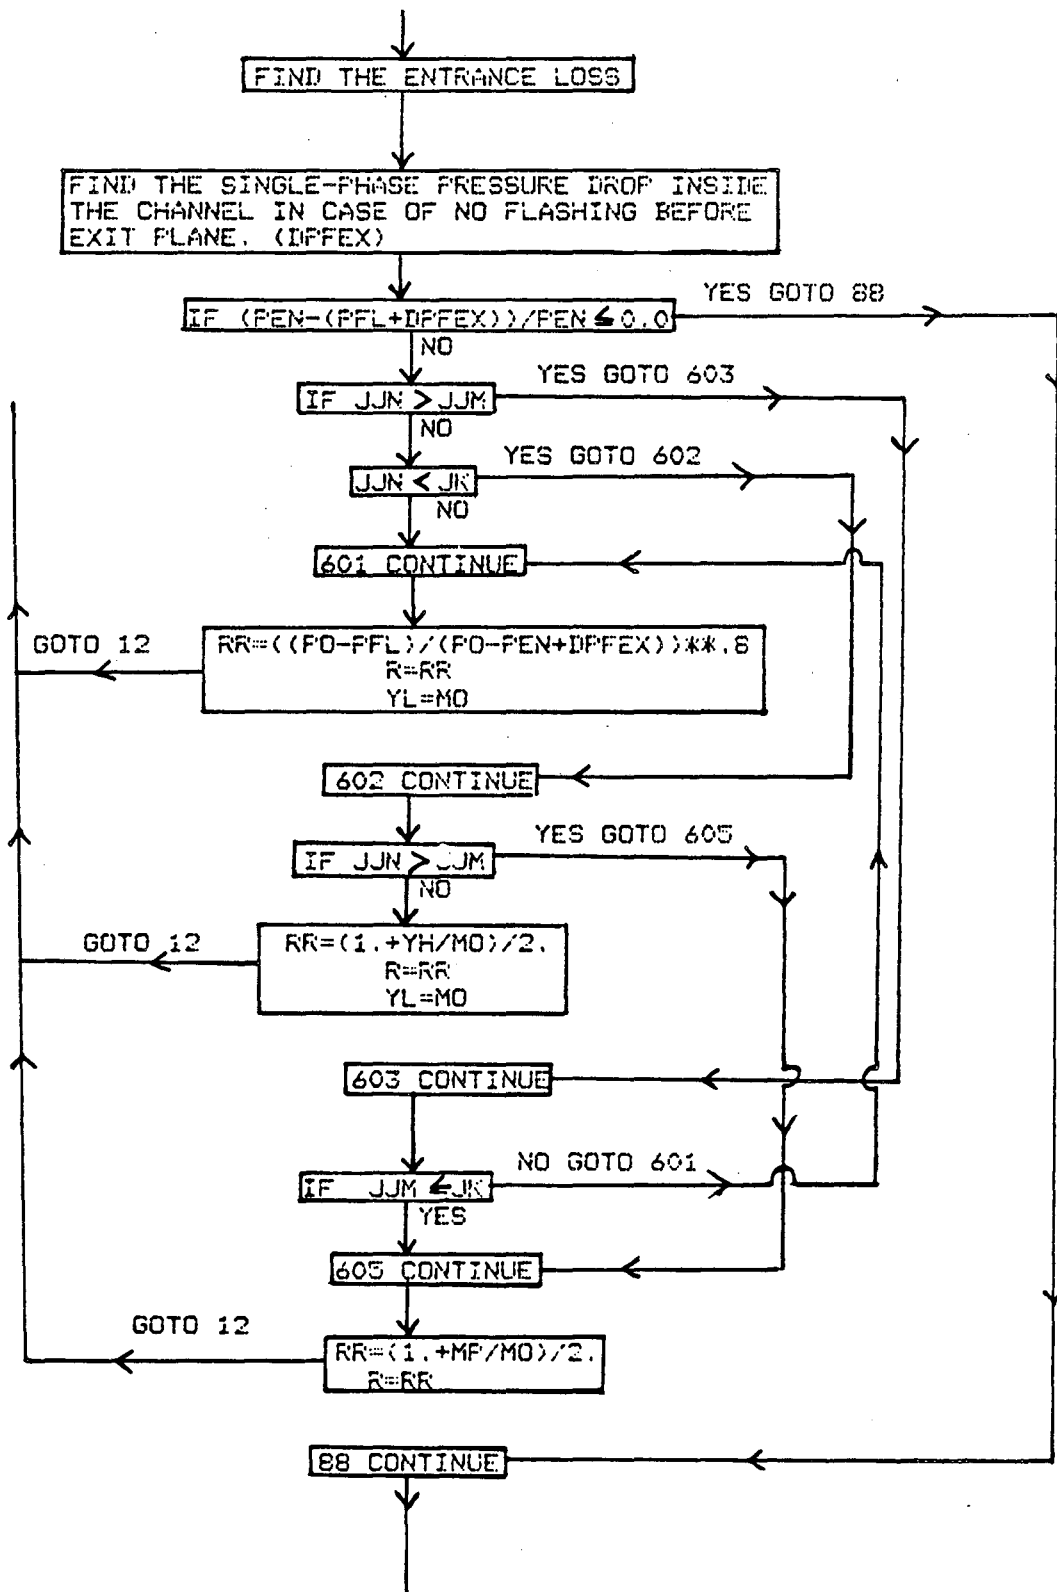 FIND THE ENTRANCE LOSS
FIND THE SINGLE-PHASE PRESSURE DROP INSIDE
THE CHANNEL IN CASE OF NO FLASHING BEFORE
EXIT PLANE. (DPFEX)
YES GOTO 88
IF (PEN-(PFL+DPFEX))/PEN ≤ 0.0
NO
YES GOTO 603
IF JJN > JJM
NO
YES GOTO 602
JJN < JK
NO
601 CONTINUE
GOTO 12
RR=((PO-PFL)/(PO-PEN+DPFEX))**.8
R=RR
YL=MO
602 CONTINUE
YES GOTO 605
IF JJN > JJM
NO
GOTO 12
RR=(1.+YH/MO)/2.
R=RR
YL=MO
603 CONTINUE
NO GOTO 601
IF JJM ≤ JK
YES
605 CONTINUE
GOTO 12
RR=(1.+MP/MO)/2.
R=RR
88 CONTINUE